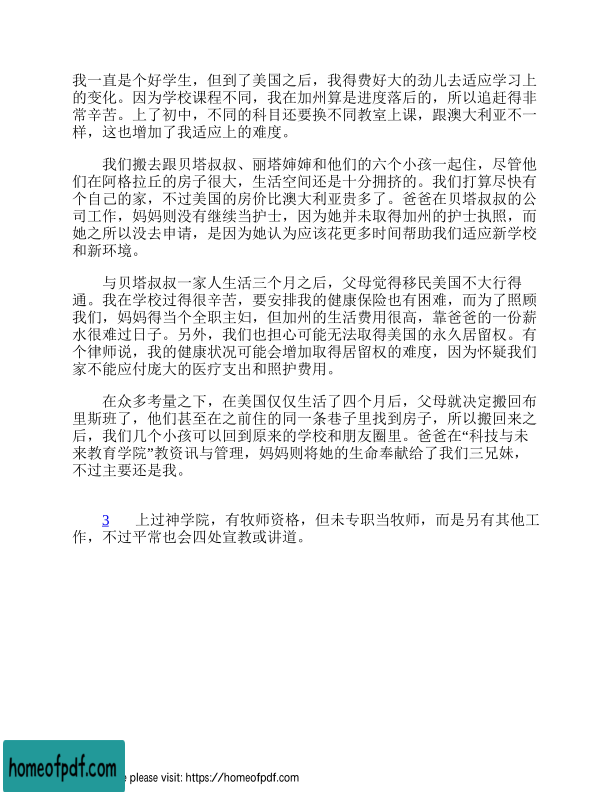 我一直是个好学生，但到了美国之后，我得费好大的劲儿去适应学习上
的变化。因为学校课程不同，我在加州算是进度落后的，所以追赶得非
常辛苦。上了初中，不同的科目还要换不同教室上课，跟澳大利亚不一
样，这也增加了我适应上的难度。
我们搬去跟贝塔叔叔、丽塔婶婶和他们的六个小孩一起住，尽管他
们在阿格拉丘的房子很大，生活空间还是十分拥挤的。我们打算尽快有
个自己的家，不过美国的房价比澳大利亚贵多了。爸爸在贝塔叔叔的公
司工作，妈妈则没有继续当护士，因为她并未取得加州的护士执照，而
她之所以没去申请，是因为她认为应该花更多时间帮助我们适应新学校
和新环境。
与贝塔叔叔一家人生活三个月之后，父母觉得移民美国不大行得
通。我在学校过得很辛苦，要安排我的健康保险也有困难，而为了照顾
我们，妈妈得当个全职主妇，但加州的生活费用很高，靠爸爸的一份薪
水很难过日子。另外，我们也担心可能无法取得美国的永久居留权。有
个律师说，我的健康状况可能会增加取得居留权的难度，因为怀疑我们
家不能应付庞大的医疗支出和照护费用。
在众多考量之下，在美国仅仅生活了四个月后，父母就决定搬回布
里斯班了，他们甚至在之前住的同一条巷子里找到房子，所以搬回来之
后，我们几个小孩可以回到原来的学校和朋友圈里。爸爸在“科技与未
来教育学院”教资讯与管理，妈妈则将她的生命奉献给了我们三兄妹，
不过主要还是我。
3 上过神学院，有牧师资格，但未专职当牧师，而是另有其他工
作，不过平常也会四处宣教或讲道。
homeofpdf.com
please visit: https://homeofpdf.com